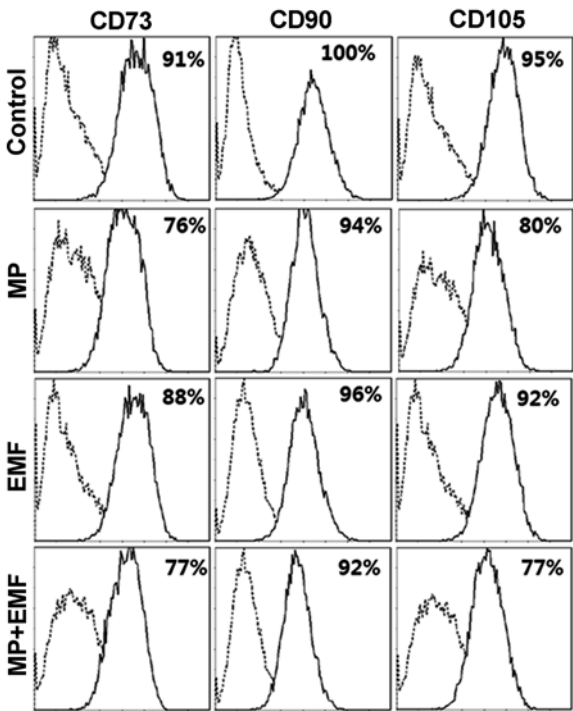 CD73 CD90 CD105
Control 91% 100% 95%
MP 76% 94% 80%
EMF 88% 96% 92%
MP+EMF 77% 92% 77%